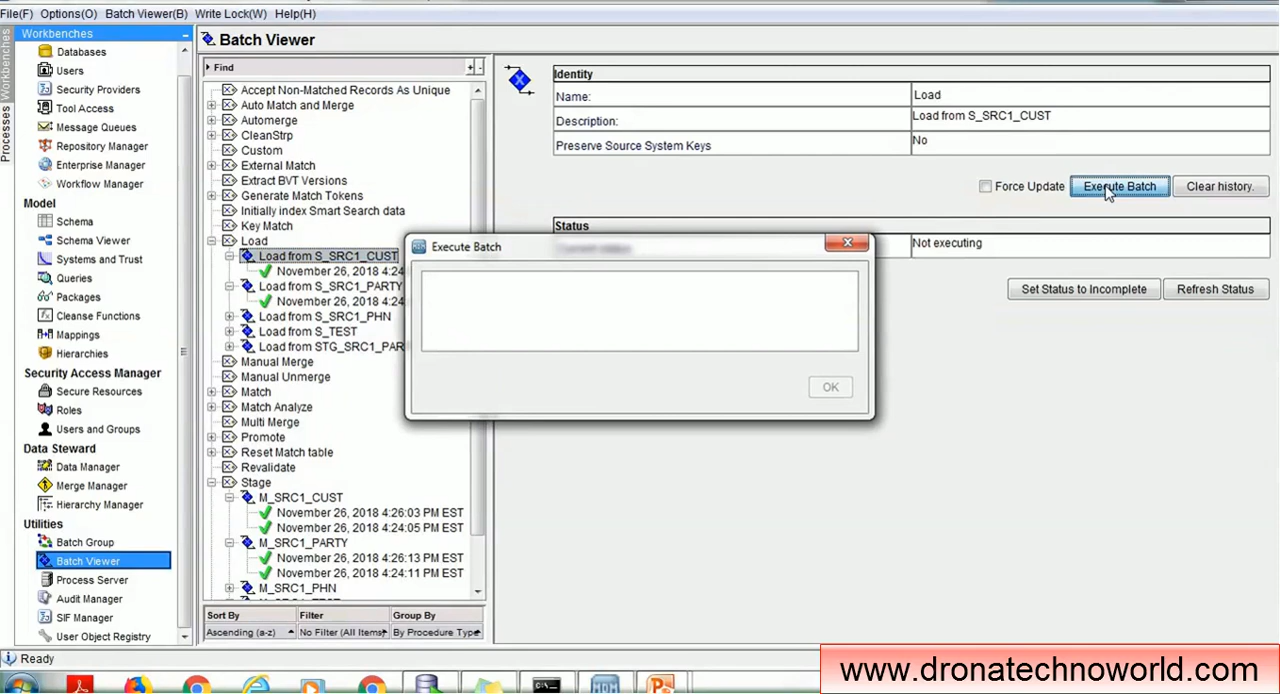 File(F) Options(O) Batch Viewer(B) Write Lock(W) Help(H)
Workbenches
Processes
Workbenches
Databases
Users
Security Providers
Tool Access
Message Queues
Repository Manager
Enterprise Manager
Workflow Manager
Model
Schema
Schema Viewer
Systems and Trust
Queries
Packages
Cleanse Functions
Mappings
Hierarchies
Security Access Manager
Secure Resources
Roles
Users and Groups
Data Steward
Data Manager
Merge Manager
Hierarchy Manager
Utilities
Batch Group
Batch Viewer
Process Server
Audit Manager
SIF Manager
User Object Registry
Batch Viewer
Find
Accept Non-Matched Records As Unique
Auto Match and Merge
Automerge
CleanStrp
Custom
External Match
Extract BVT Versions
Generate Match Tokens
Initially index Smart Search data
Key Match
Load
Load from S_SRC1_CUST
November 26, 2018 4:24
Load from S_SRC1_PARTY
November 26, 2018 4:24
Load from S_SRC1_PHN
Load from S_TEST
Load from STG_SRC1_PAR
Manual Merge
Manual Unmerge
Match
Match Analyze
Multi Merge
Promote
Reset Match table
Revalidate
Stage
M_SRC1_CUST
November 26, 2018 4:26:03 PM EST
November 26, 2018 4:24:05 PM EST
M_SRC1_PARTY
November 26, 2018 4:26:13 PM EST
November 26, 2018 4:24:11 PM EST
M_SRC1_PHN
Sort By Filter Group By
Ascending (a-z) No Filter (All Items) By Procedure Type
Identity
Name: Load
Description: Load from S_SRC1_CUST
Preserve Source System Keys No
Force Update Execute Batch Clear history.
Status
Current status Not executing
Set Status to Incomplete Refresh Status
Execute Batch
OK
Ready
MDM
www.dronatechnoworld.com